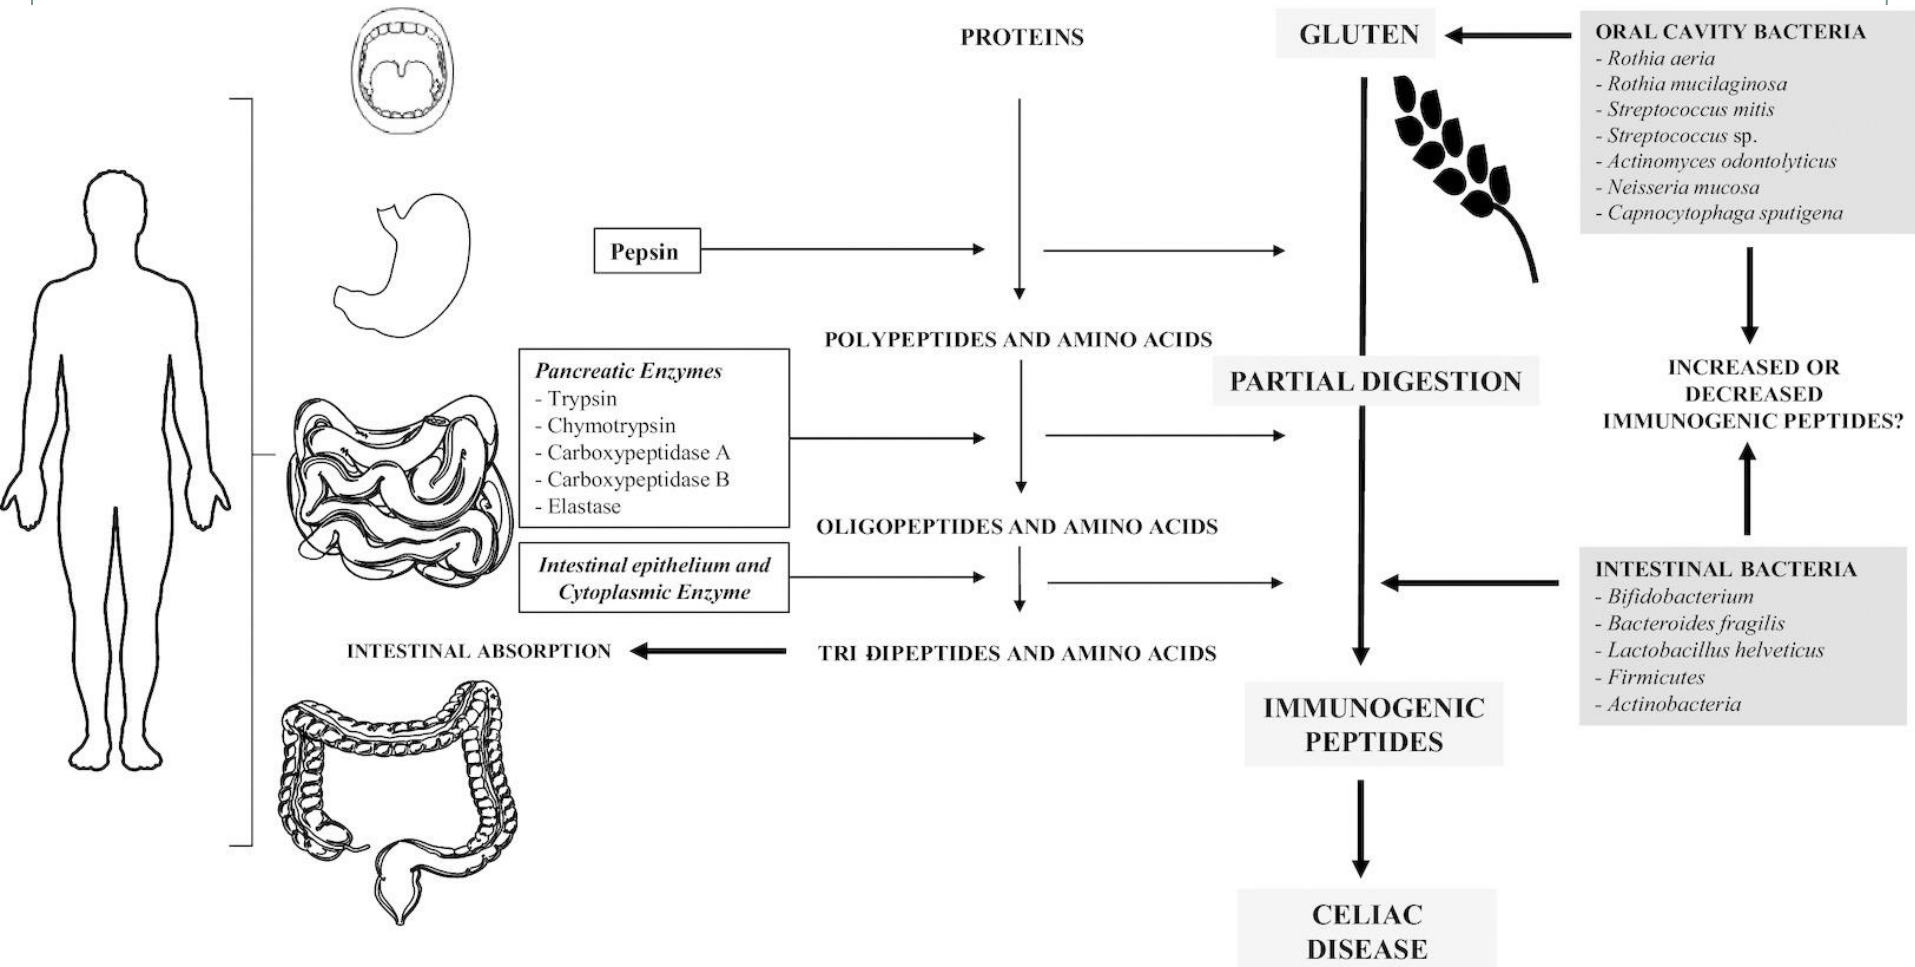 PROTEINS
GLUTEN
ORAL CAVITY BACTERIA
- Rothia aeria
- Rothia mucilaginosa
- Streptococcus mitis
- Streptococcus sp.
- Actinomyces odontolyticus
- Neisseria mucosa
- Capnocytophaga sputigena
Pepsin
POLYPEPTIDES AND AMINO ACIDS
PARTIAL DIGESTION
INCREASED OR
DECREASED
IMMUNOGENIC PEPTIDES?
Pancreatic Enzymes
- Trypsin
- Chymotrypsin
- Carboxypeptidase A
- Carboxypeptidase B
- Elastase
OLIGOPEPTIDES AND AMINO ACIDS
Intestinal epithelium and
Cytoplasmic Enzyme
INTESTINAL BACTERIA
- Bifidobacterium
- Bacteroides fragilis
- Lactobacillus helveticus
- Firmicutes
- Actinobacteria
INTESTINAL ABSORPTION
TRI DIPEPTIDES AND AMINO ACIDS
IMMUNOGENIC
PEPTIDES
CELIAC
DISEASE